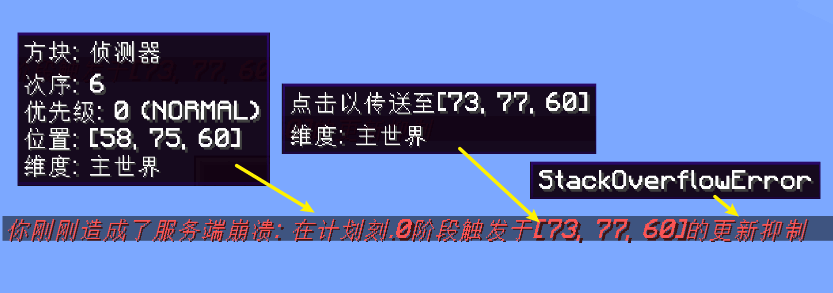 方块: 侦测器
次序: 6
优先级: 0 (NORMAL)
位置: [58, 75, 60]
维度: 主世界
点击以传送至[73, 77, 60]
维度: 主世界
StackOverflowError
你刚刚造成了服务端崩溃: 在计划刻.0阶段触发于[73, 77, 60]的更新抑制